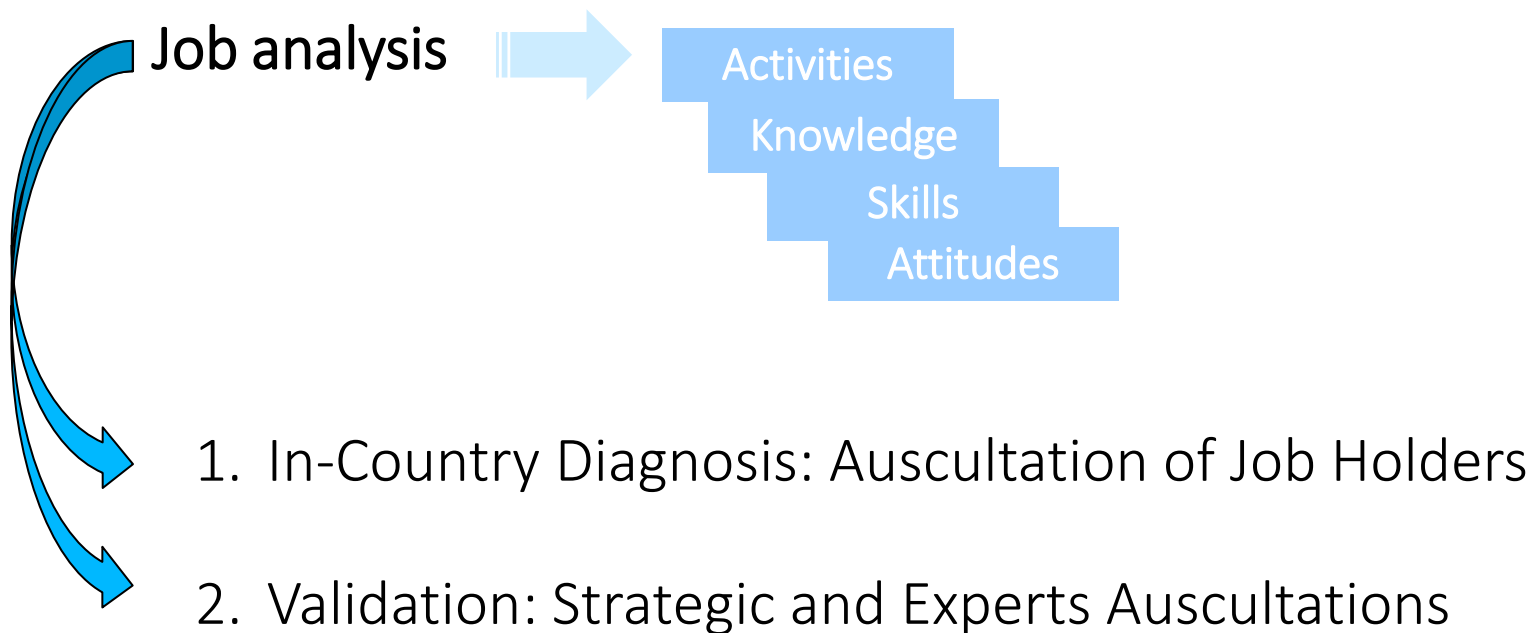 Job analysis
Activities
Knowledge
Skills
Attitudes
1. In-Country Diagnosis: Auscultation of Job Holders
2. Validation: Strategic and Experts Auscultations